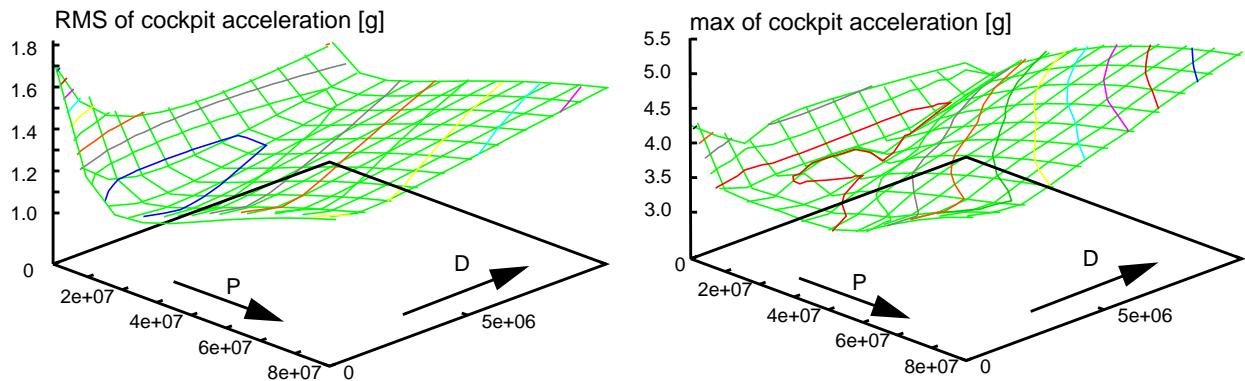 RMS of cockpit acceleration [g]
1.8
1.6
1.4
1.2
1.0
0
2e+07
4e+07
6e+07
8e+07
P
D
5e+06
0
max of cockpit acceleration [g]
5.5
5.0
4.5
4.0
3.5
3.0
0
2e+07
4e+07
6e+07
8e+07
P
D
5e+06
0